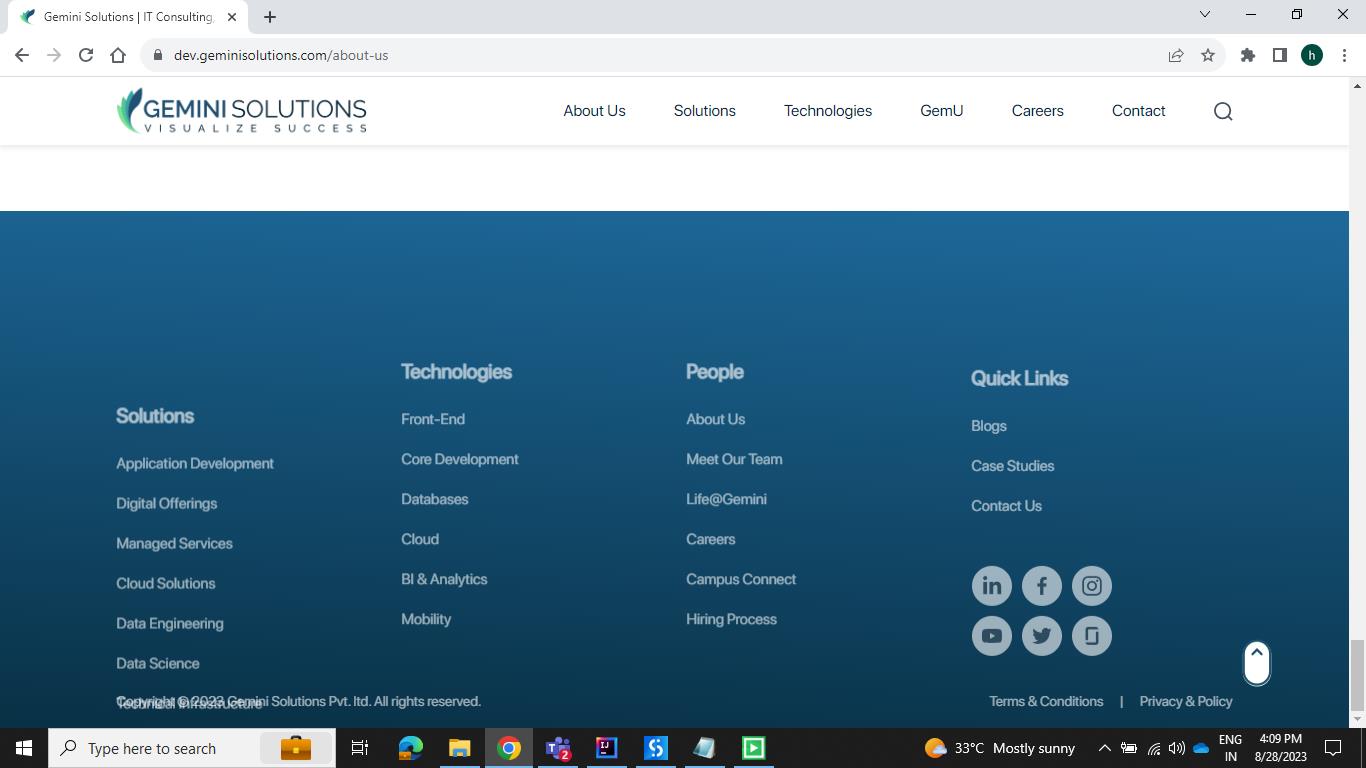 Gemini Solutions | IT Consulting,
dev.geminisolutions.com/about-us
h
GEMINI SOLUTIONS
VISUALIZE SUCCESS
About Us
Solutions
Technologies
GemU
Careers
Contact
Solutions
Application Development
Digital Offerings
Managed Services
Cloud Solutions
Data Engineering
Data Science
Technical Infrastructure
Technologies
Front-End
Core Development
Databases
Cloud
BI & Analytics
Mobility
People
About Us
Meet Our Team
Life@Gemini
Careers
Campus Connect
Hiring Process
Quick Links
Blogs
Case Studies
Contact Us
in f
Copyright © 2023 Gemini Solutions Pvt. ltd. All rights reserved.
Terms & Conditions | Privacy & Policy
Type here to search
2
33°C Mostly sunny
ENG
IN
4:09 PM
8/28/2023